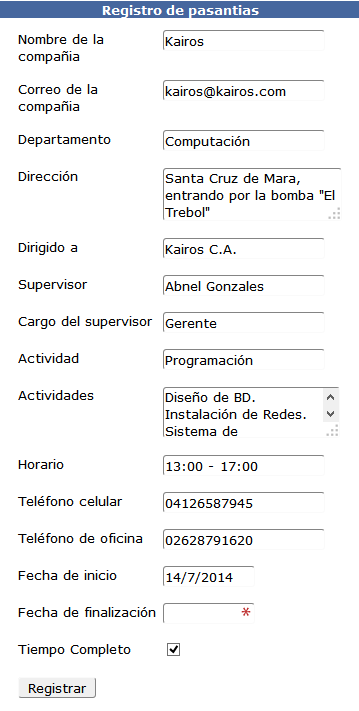 Registro de pasantias
Nombre de la
compañia
Kairos
Correo de la
compañia
kairos@kairos.com
Departamento
Computación
Dirección
Santa Cruz de Mara,
entrando por la bomba "El
Trebol"
Dirigido a
Kairos C.A.
Supervisor
Abnel Gonzales
Cargo del supervisor
Gerente
Actividad
Programación
Actividades
Diseño de BD.
Instalación de Redes.
Sistema de
Horario
13:00 - 17:00
Teléfono celular
04126587945
Teléfono de oficina
02628791620
Fecha de inicio
14/7/2014
Fecha de finalización
*
Tiempo Completo
Registrar